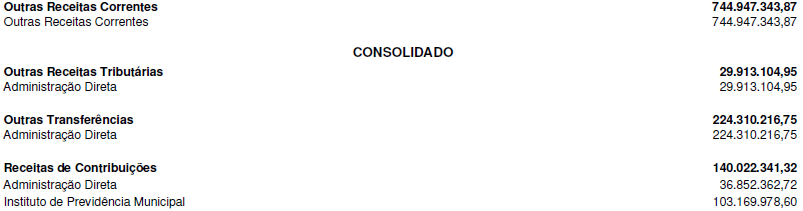 Outras Receitas Correntes 744.947.343,87
Outras Receitas Correntes 744.947.343,87
CONSOLIDADO
Outras Receitas Tributárias 29.913.104,95
Administração Direta 29.913.104,95
Outras Transferências 224.310.216,75
Administração Direta 224.310.216,75
Receitas de Contribuições 140.022.341,32
Administração Direta 36.852.362,72
Instituto de Previdência Municipal 103.169.978,60